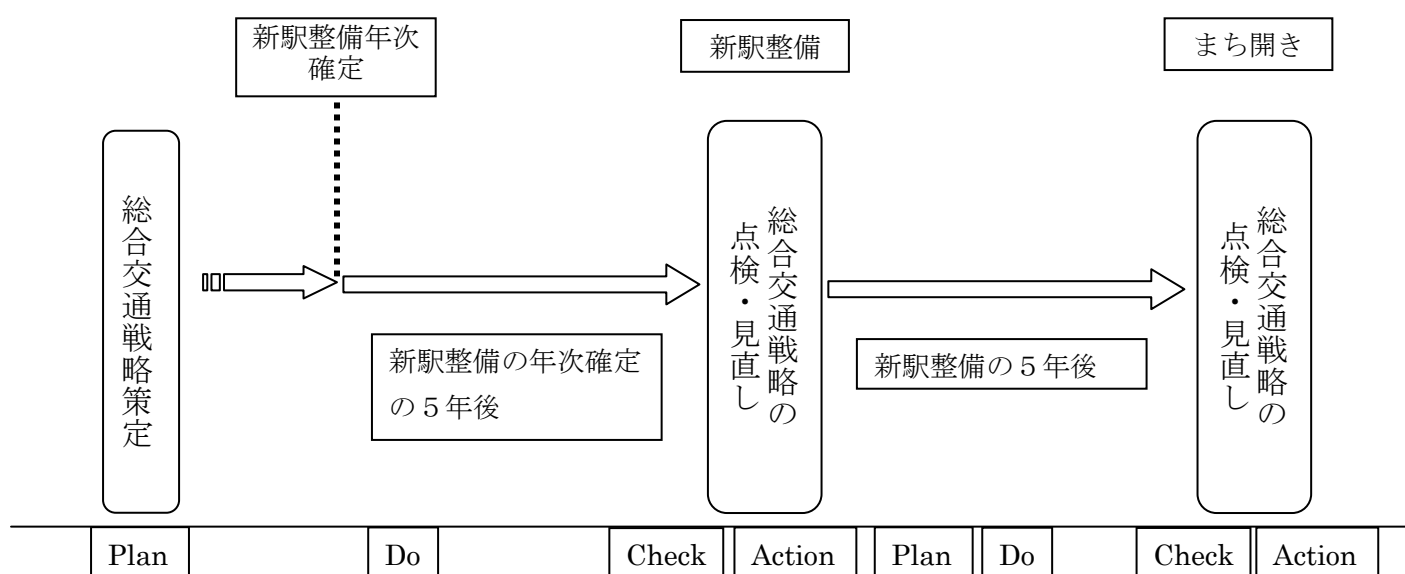 新駅整備年次
確定
新駅整備
まち開き
総合交通戦略策定
総合交通戦略の
点検・見直し
総合交通戦略の
点検・見直し
新駅整備の年次確定
の５年後
新駅整備の５年後
Plan
Do
Check
Action
Plan
Do
Check
Action